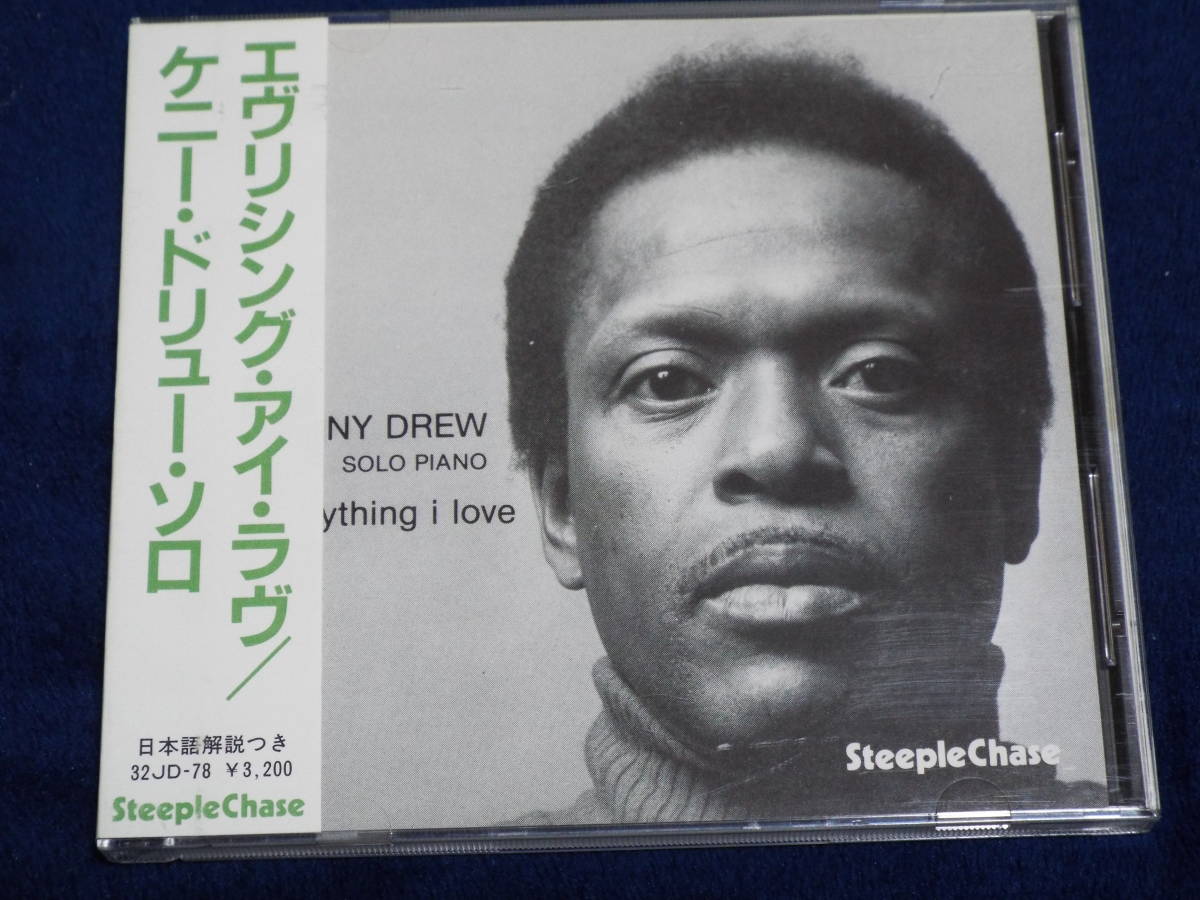 エヴリシング・アイ・ラヴ／
ケニー・ドリュー・ソロ
日本語解説つき
32JD-78 ¥3,200
SteepleChase
NY DREW
SOLO PIANO
ything i love
SteepleChase